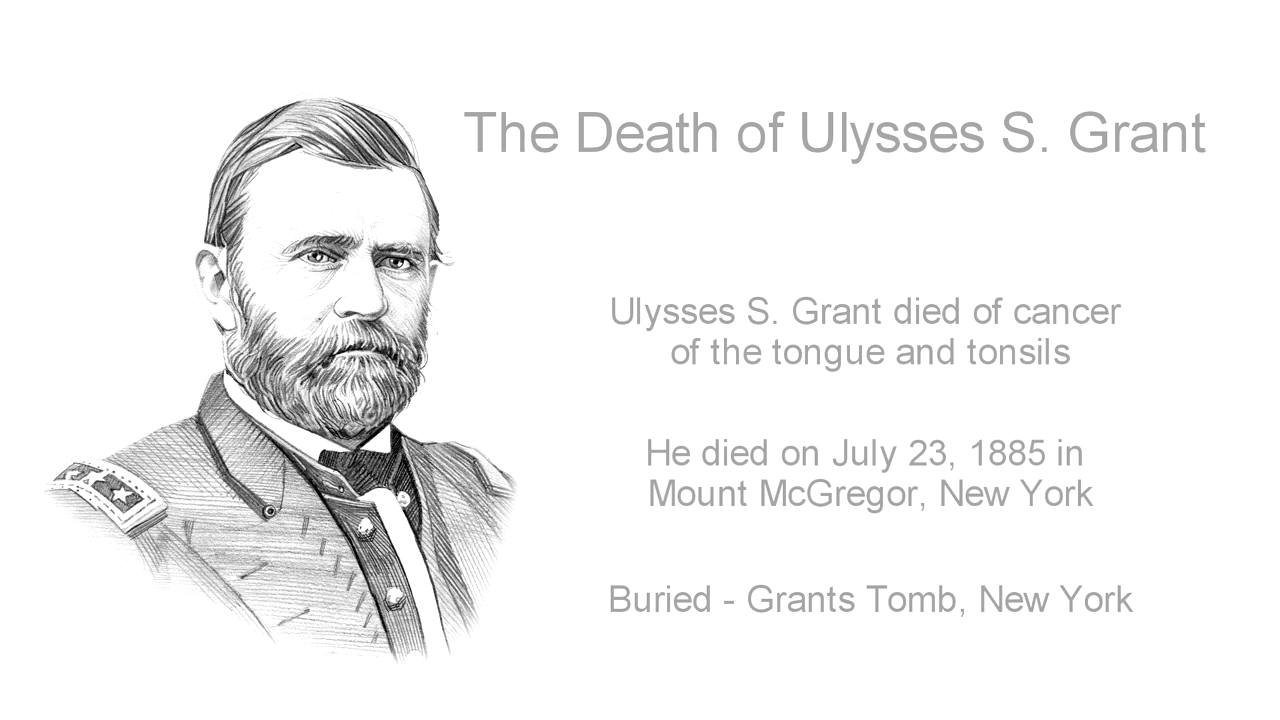 The Death of Ulysses S. Grant
Ulysses S. Grant died of cancer
of the tongue and tonsils
He died on July 23, 1885 in
Mount McGregor, New York
Buried - Grants Tomb, New York